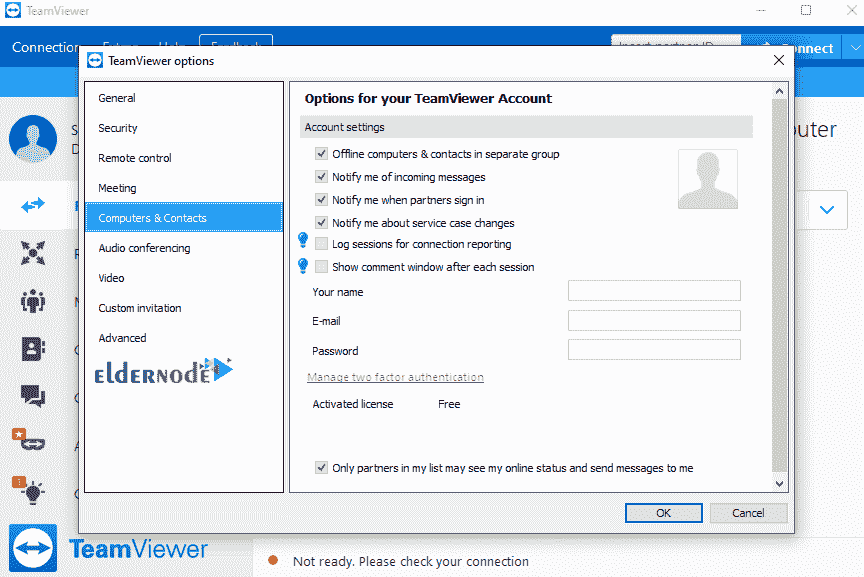 TeamViewer
Connection Extras Help Feedback Insert partner ID Connect
TeamViewer options
General
Security
Remote control
Meeting
Computers & Contacts
Audio conferencing
Video
Custom invitation
Advanced
ELDERNODE
Options for your TeamViewer Account
Account settings
Offline computers & contacts in separate group
Notify me of incoming messages
Notify me when partners sign in
Notify me about service case changes
Log sessions for connection reporting
Show comment window after each session
Your name
E-mail
Password
Manage two factor authentication
Activated license Free
Only partners in my list may see my online status and send messages to me
OK Cancel
TeamViewer
Not ready. Please check your connection